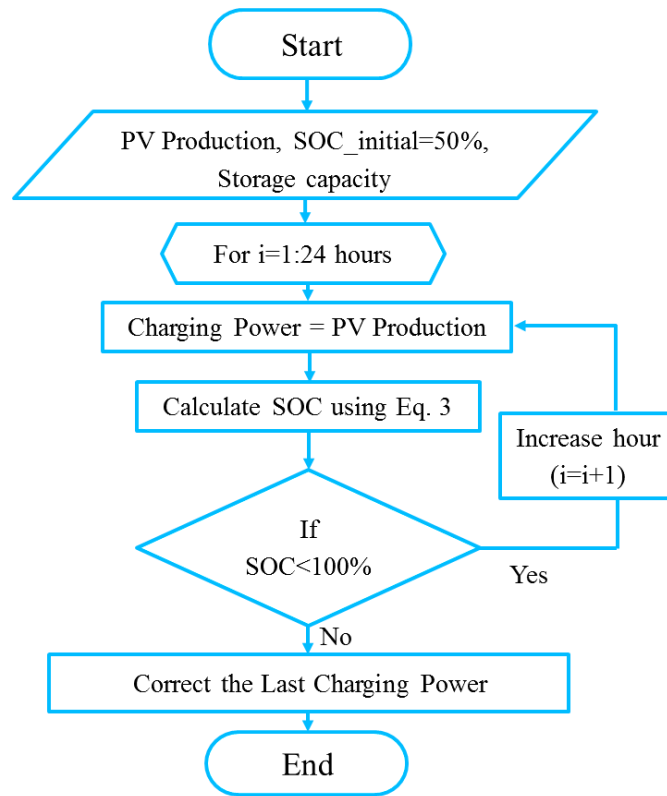 Start
PV Production, SOC_initial=50%,
Storage capacity
For i=1:24 hours
Charging Power = PV Production
Calculate SOC using Eq. 3
Increase hour
(i=i+1)
If
SOC<100%
Yes
No
Correct the Last Charging Power
End